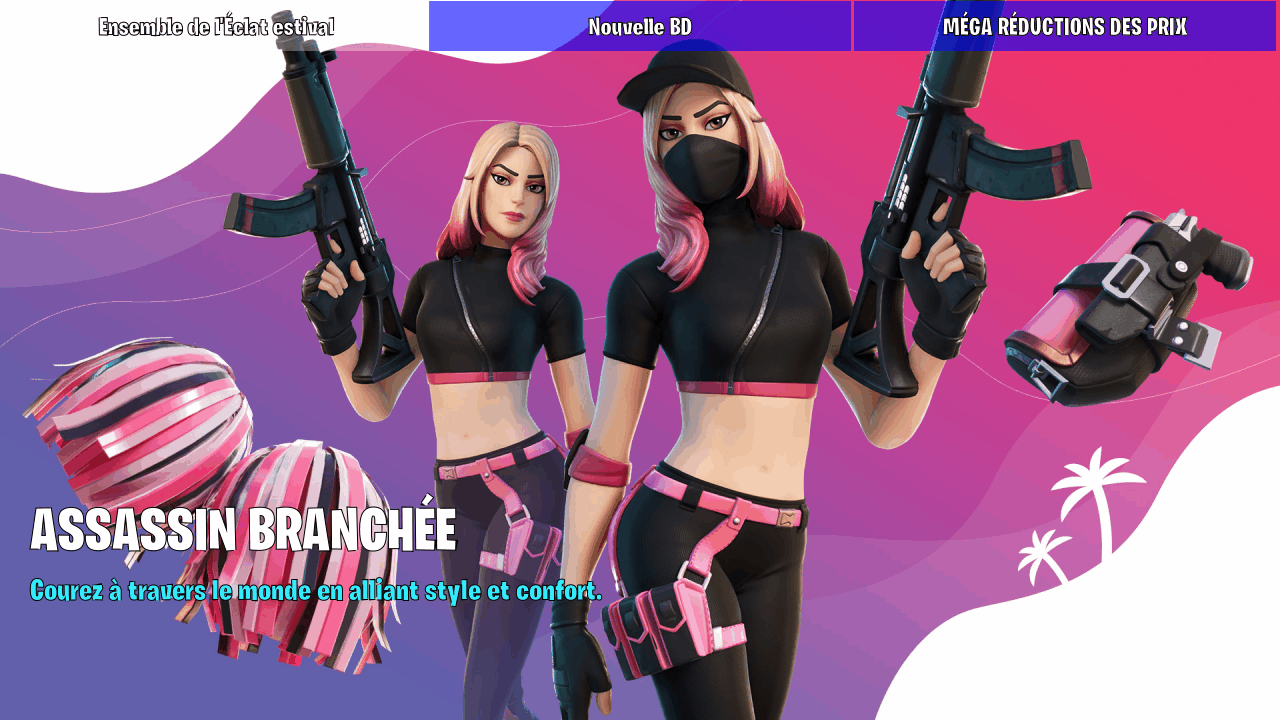 Ensemble de l'Éclat estival
Nouvelle BD
MÉGA RÉDUCTIONS DES PRIX
ASSASSIN BRANCHÉE
Courez à travers le monde en alliant style et confort.